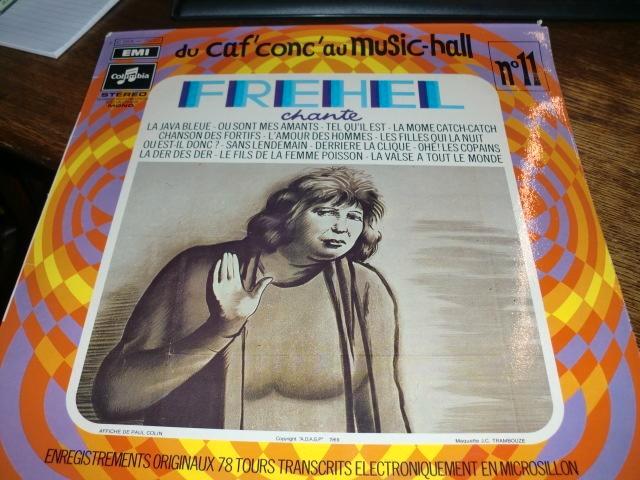 EMI
Columbia
STEREO
MONO
du caf'conc'au music-hall
n°11
FREHEL
chante
LA JAVA BLEUE - OU SONT MES AMANTS - TEL QU'IL EST - LA MOME CATCH-CATCH
CHANSON DES FORTIFS - L'AMOUR DES HOMMES - LES FILLES QUI LA NUIT
OU EST-IL DONC ? - SANS LENDEMAIN - DERRIERE LA CLIQUE - OHE! LES COPAINS
LA DER DES DER - LE FILS DE LA FEMME POISSON - LA VALSE A TOUT LE MONDE
AFFICHE DE PAUL COLIN
Copyright "A.D.A.G.P" 1969
Maquette J.C. TRAMBOUZE
ENREGISTREMENTS ORIGINAUX 78 TOURS TRANSCRITS ELECTRONIQUEMENT EN MICROSILLON